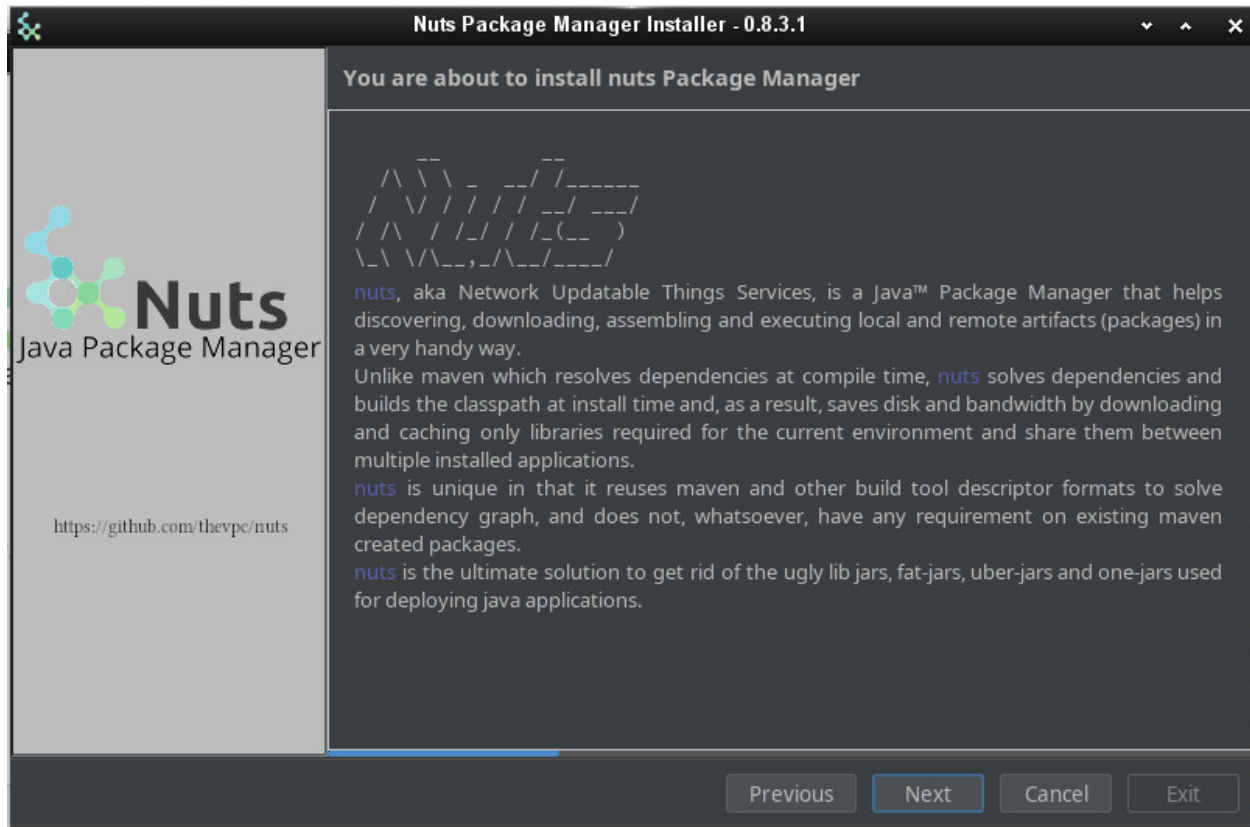 Nuts Package Manager Installer - 0.8.3.1
Nuts
Java Package Manager
https://github.com/thevpc/nuts
You are about to install nuts Package Manager
Nuts
nuts, aka Network Updatable Things Services, is a Java™ Package Manager that helps
discovering, downloading, assembling and executing local and remote artifacts (packages) in
a very handy way.
Unlike maven which resolves dependencies at compile time, nuts solves dependencies and
builds the classpath at install time and, as a result, saves disk and bandwidth by downloading
and caching only libraries required for the current environment and share them between
multiple installed applications.
nuts is unique in that it reuses maven and other build tool descriptor formats to solve
dependency graph, and does not, whatsoever, have any requirement on existing maven
created packages.
nuts is the ultimate solution to get rid of the ugly lib jars, fat-jars, uber-jars and one-jars used
for deploying java applications.
Previous Next Cancel Exit